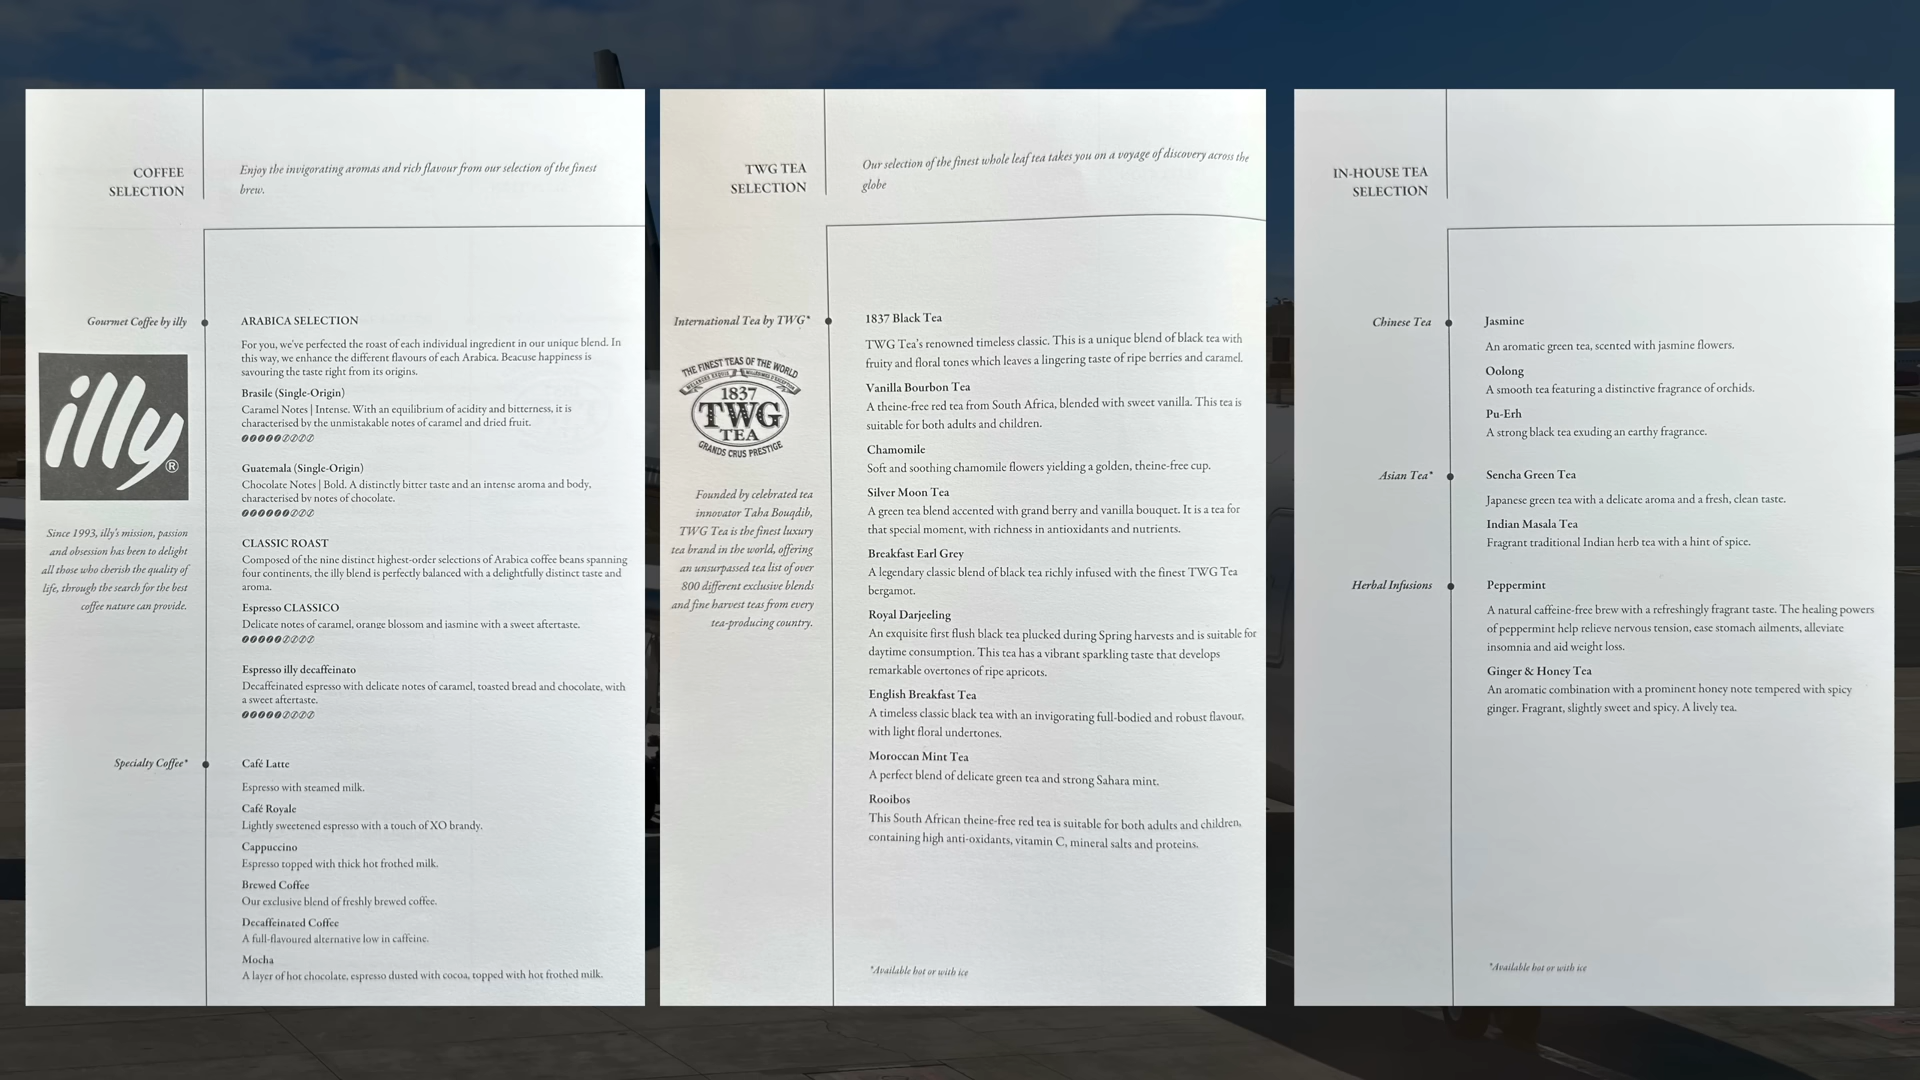 COFFEE
SELECTION
Enjoy the invigorating aromas and rich flavour from our selection of the finest
brew.
Gourmet Coffee by illy
illy®
Since 1993, illy's mission, passion
and obsession has been to delight
all those who cherish the quality of
life, through the search for the best
coffee nature can provide.
ARABICA SELECTION
For you, we've perfected the roast of each individual ingredient in our unique blend. In
this way, we enhance the different flavours of each Arabica. Beacuse happiness is
savouring the taste right from its origins.
Brasile (Single-Origin)
Caramel Notes | Intense. With an equilibrium of acidity and bitterness, it is
characterised by the unmistakable notes of caramel and dried fruit.
Guatemala (Single-Origin)
Chocolate Notes | Bold. A distinctly bitter taste and an intense aroma and body,
characterised by notes of chocolate.
CLASSIC ROAST
Composed of the nine distinct highest-order selections of Arabica coffee beans spanning
four continents, the illy blend is perfectly balanced with a delightfully distinct taste and
aroma.
Espresso CLASSICO
Delicate notes of caramel, orange blossom and jasmine with a sweet aftertaste.
Espresso illy decaffeinato
Decaffeinated espresso with delicate notes of caramel, toasted bread and chocolate, with
a sweet aftertaste.
Specialty Coffee*
Café Latte
Espresso with steamed milk.
Café Royale
Lightly sweetened espresso with a touch of XO brandy.
Cappuccino
Espresso topped with thick hot frothed milk.
Brewed Coffee
Our exclusive blend of freshly brewed coffee.
Decaffeinated Coffee
A full-flavoured alternative low in caffeine.
Mocha
A layer of hot chocolate, espresso dusted with cocoa, topped with hot frothed milk.
TWG TEA
SELECTION
Our selection of the finest whole leaf tea takes you on a voyage of discovery across the
globe
International Tea by TWG*
THE FINEST TEAS OF THE WORLD
1837
TWG
TEA
GRANDS CRUS PRESTIGE
Founded by celebrated tea
innovator Taha Bouqdib,
TWG Tea is the finest luxury
tea brand in the world, offering
an unsurpassed tea list of over
800 different exclusive blends
and fine harvest teas from every
tea-producing country.
1837 Black Tea
TWG Tea's renowned timeless classic. This is a unique blend of black tea with
fruity and floral tones which leaves a lingering taste of ripe berries and caramel.
Vanilla Bourbon Tea
A theine-free red tea from South Africa, blended with sweet vanilla. This tea is
suitable for both adults and children.
Chamomile
Soft and soothing chamomile flowers yielding a golden, theine-free cup.
Silver Moon Tea
A green tea blend accented with grand berry and vanilla bouquet. It is a tea for
that special moment, with richness in antioxidants and nutrients.
Breakfast Earl Grey
A legendary classic blend of black tea richly infused with the finest TWG Tea
bergamot.
Royal Darjeeling
An exquisite first flush black tea plucked during Spring harvests and is suitable for
daytime consumption. This tea has a vibrant sparkling taste that develops
remarkable overtones of ripe apricots.
English Breakfast Tea
A timeless classic black tea with an invigorating full-bodied and robust flavour,
with light floral undertones.
Moroccan Mint Tea
A perfect blend of delicate green tea and strong Sahara mint.
Rooibos
This South African theine-free red tea is suitable for both adults and children,
containing high anti-oxidants, vitamin C, mineral salts and proteins.
*Available hot or with ice
IN-HOUSE TEA
SELECTION
Chinese Tea
Jasmine
An aromatic green tea, scented with jasmine flowers.
Oolong
A smooth tea featuring a distinctive fragrance of orchids.
Pu-Erh
A strong black tea exuding an earthy fragrance.
Asian Tea*
Sencha Green Tea
Japanese green tea with a delicate aroma and a fresh, clean taste.
Indian Masala Tea
Fragrant traditional Indian herb tea with a hint of spice.
Herbal Infusions
Peppermint
A natural caffeine-free brew with a refreshingly fragrant taste. The healing powers
of peppermint help relieve nervous tension, ease stomach ailments, alleviate
insomnia and aid weight loss.
Ginger & Honey Tea
An aromatic combination with a prominent honey note tempered with spicy
ginger. Fragrant, slightly sweet and spicy. A lively tea.
*Available hot or with ice